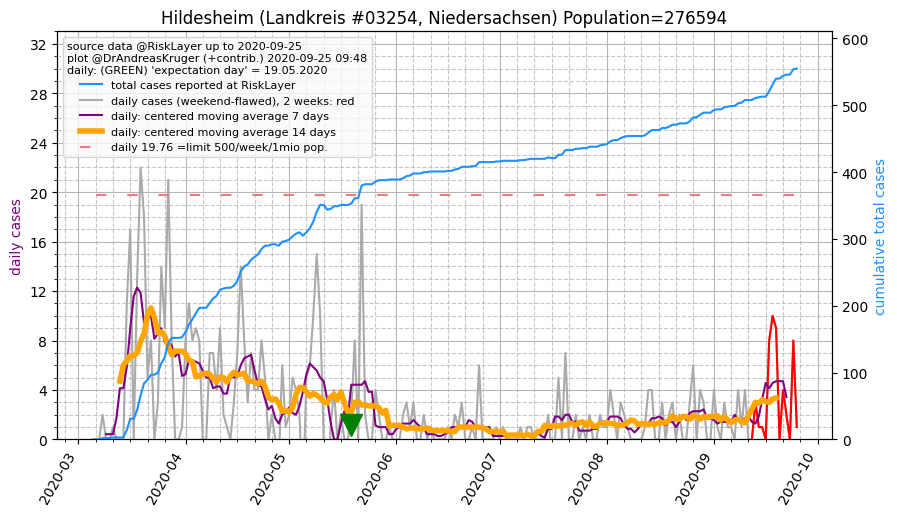 Hildesheim (Landkreis #03254, Niedersachsen) Population=276594
source data @RiskLayer up to 2020-09-25
plot @DrAndreasKruger (+contrib.) 2020-09-25 09:48
daily: (GREEN) 'expectation day' = 19.05.2020
total cases reported at RiskLayer
daily cases (weekend-flawed), 2 weeks: red
daily: centered moving average 7 days
daily: centered moving average 14 days
daily 19.76 =limit 500/week/1mio pop.
daily cases
32
28
24
20
16
12
8
4
0
cumulative total cases
600
500
400
300
200
100
0
2020-03
2020-04
2020-05
2020-06
2020-07
2020-08
2020-09
2020-10